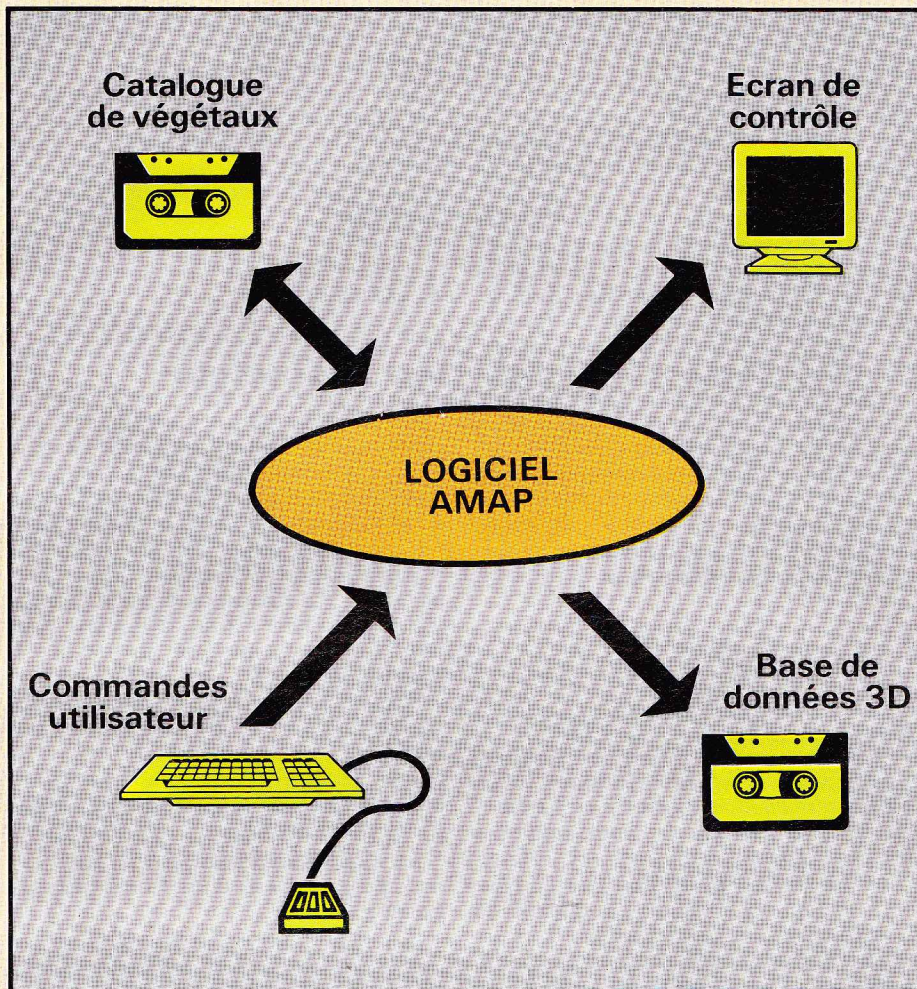 Catalogue
de végétaux
Ecran de
contrôle
LOGICIEL
AMAP
Commandes
utilisateur
Base de
données 3D